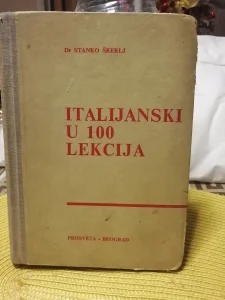 Dr STANKO ŠKERLJ
ITALIJANSKI
U 100
LEKCIJA
PROSVETA - BEOGRAD